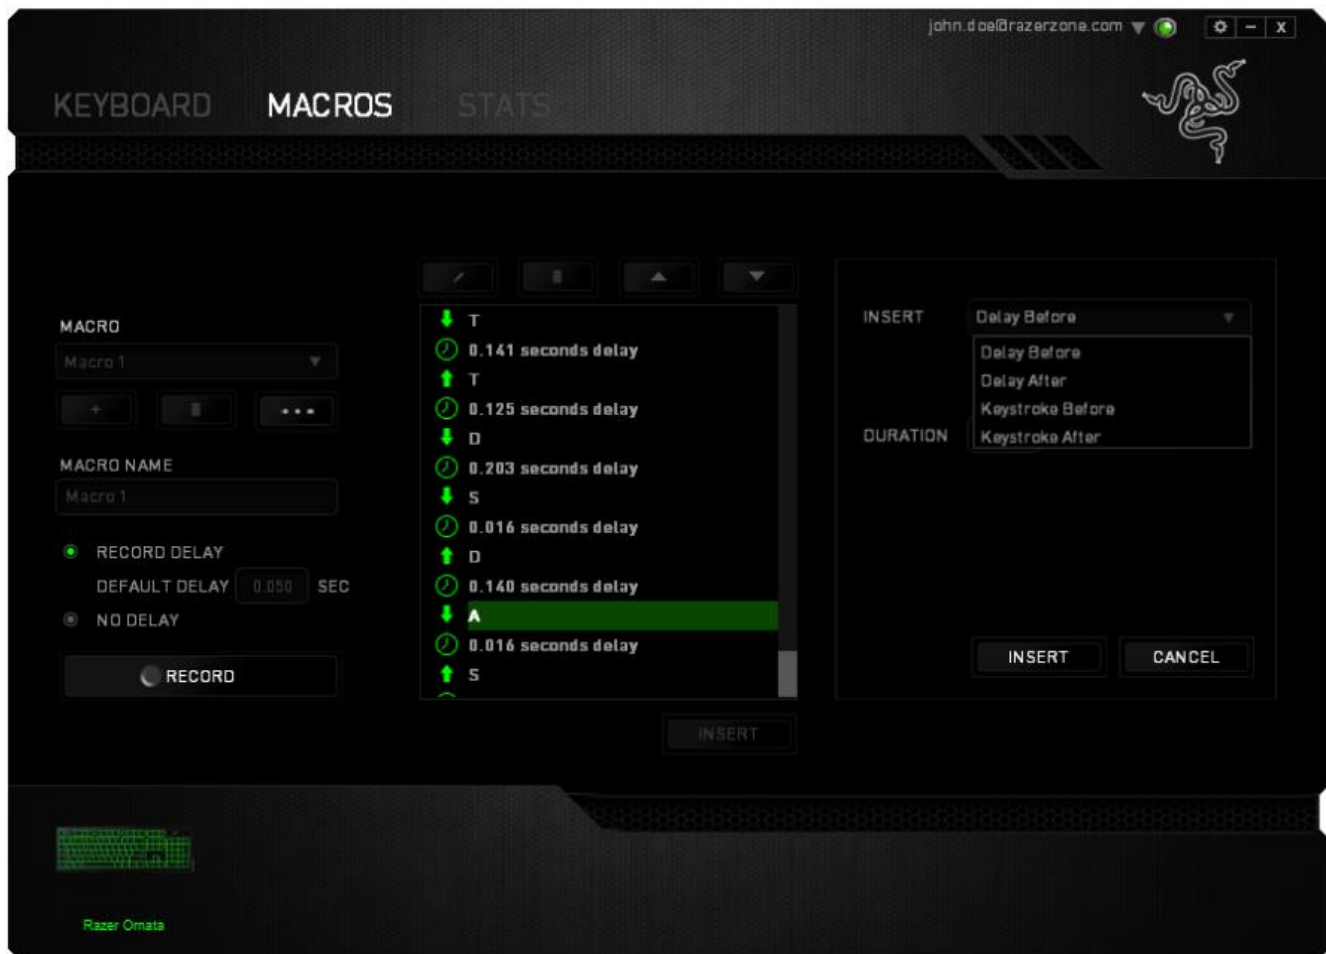 john.doe@razerzone.com
KEYBOARD MACROS STATS
MACRO
Macro 1
MACRO NAME
Macro 1
RECORD DELAY
DEFAULT DELAY 0.050 SEC
NO DELAY
RECORD
T
0.141 seconds delay
T
0.125 seconds delay
D
0.203 seconds delay
S
0.016 seconds delay
D
0.140 seconds delay
A
0.016 seconds delay
S
INSERT
INSERT Delay Before
Delay Before
Delay After
Keystroke Before
Keystroke After
DURATION
INSERT CANCEL
Razer Ornata